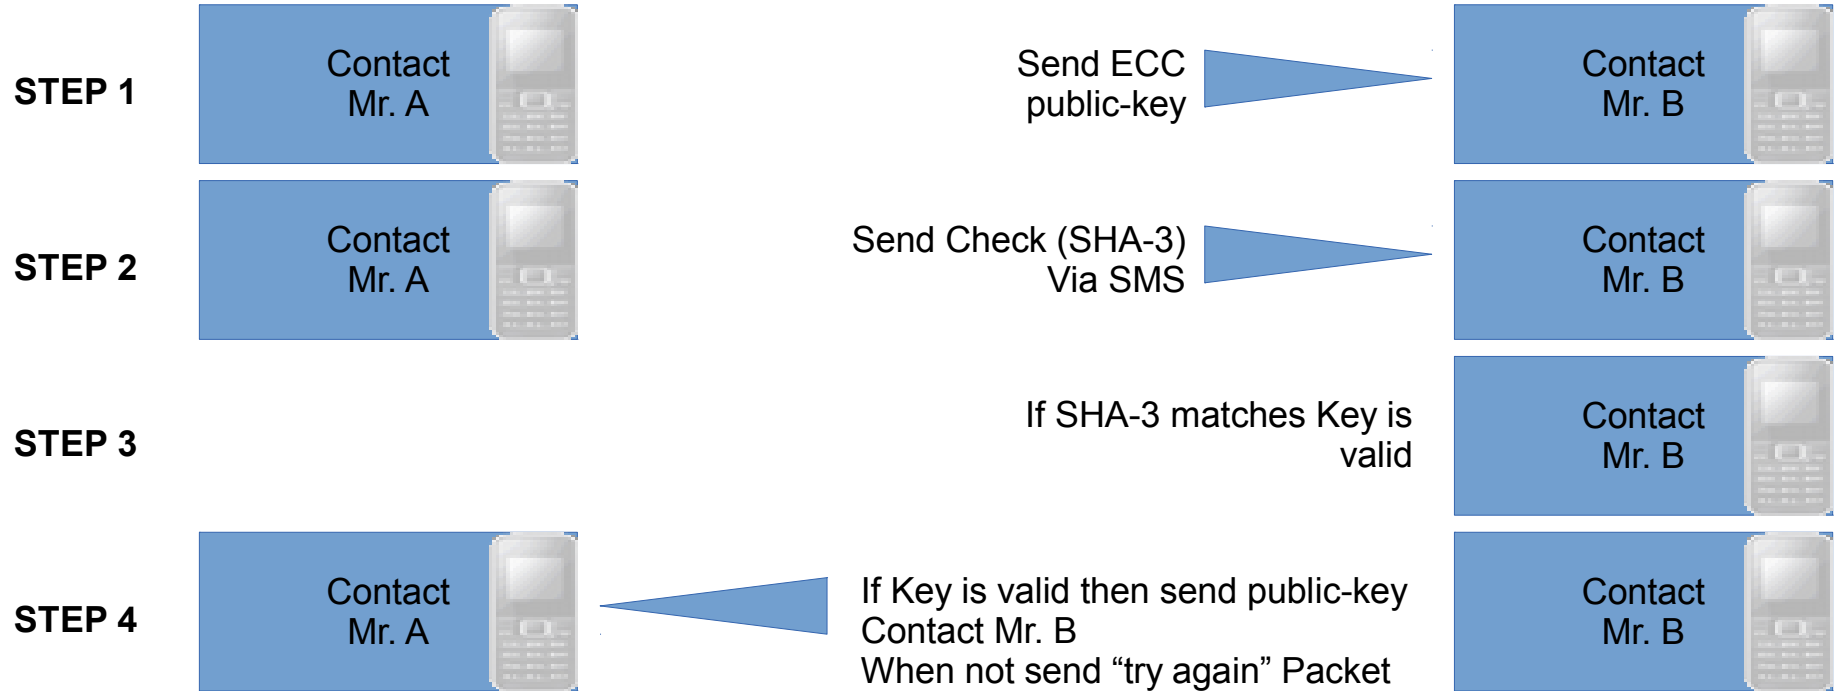 STEP 1
Contact
Mr. A
Send ECC
public-key
Contact
Mr. B
STEP 2
Contact
Mr. A
Send Check (SHA-3)
Via SMS
Contact
Mr. B
STEP 3
If SHA-3 matches Key is
valid
Contact
Mr. B
STEP 4
Contact
Mr. A
If Key is valid then send public-key
Contact Mr. B
When not send “try again” Packet
Contact
Mr. B